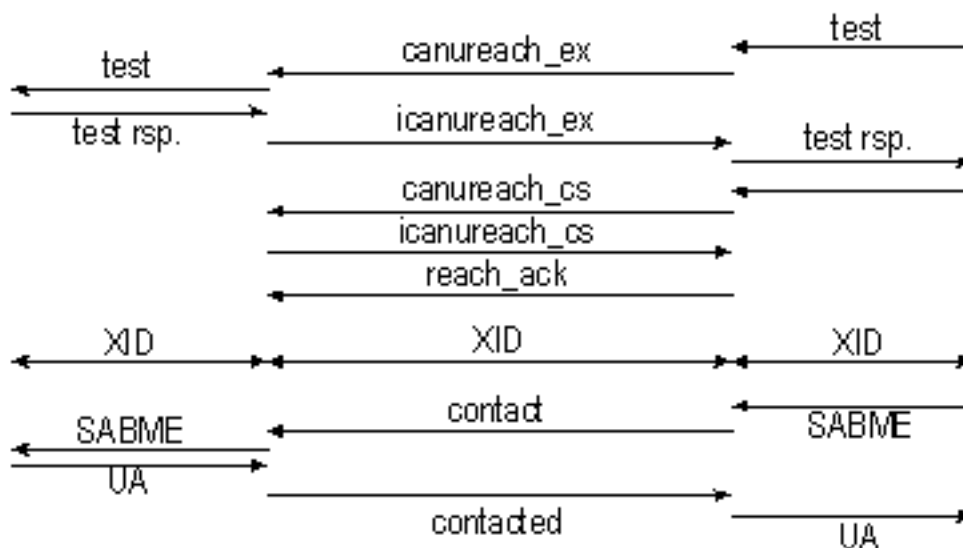 test
canureach_ex
test
test rsp.
icanureach_ex
test rsp.
canureach_cs
icanureach_cs
reach_ack
XID XID XID
contact
SABME
SABME
UA
contacted
UA